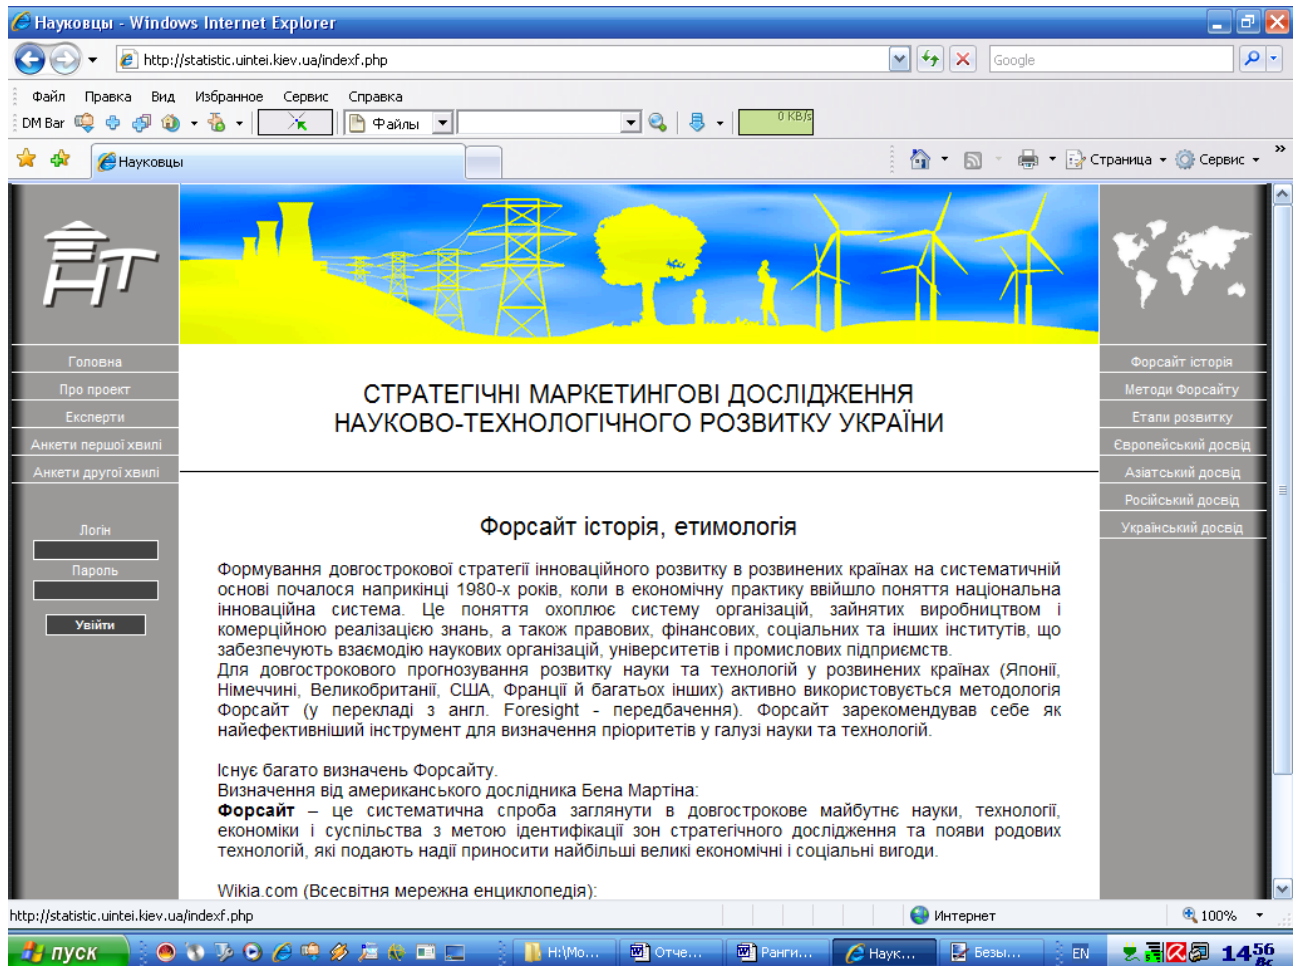 Науковцы - Windows Internet Explorer
http://statistic.uintei.kiev.ua/indexf.php
Google
Файл Правка Вид Избранное Сервис Справка
DM Bar Файлы 0 KB/s
Науковцы
Страница Сервис »
НТ
Головна
Про проект
Експерти
Анкети першої хвилі
Анкети другої хвилі
Логін
Пароль
Увійти
СТРАТЕГІЧНІ МАРКЕТИНГОВІ ДОСЛІДЖЕННЯ
НАУКОВО-ТЕХНОЛОГІЧНОГО РОЗВИТКУ УКРАЇНИ
Форсайт історія, етимологія
Формування довгострокової стратегії інноваційного розвитку в розвинених країнах на систематичній
основі почалося наприкінці 1980-х років, коли в економічну практику ввійшло поняття національна
інноваційна система. Це поняття охоплює систему організацій, зайнятих виробництвом і
комерційною реалізацією знань, а також правових, фінансових, соціальних та інших інститутів, що
забезпечують взаємодію наукових організацій, університетів і промислових підприємств.
Для довгострокового прогнозування розвитку науки та технологій у розвинених країнах (Японії,
Німеччині, Великобританії, США, Франції й багатьох інших) активно використовується методологія
Форсайт (у перекладі з англ. Foresight - передбачення). Форсайт зарекомендував себе як
найефективніший інструмент для визначення пріоритетів у галузі науки та технологій.
Існує багато визначень Форсайту.
Визначення від американського дослідника Бена Мартіна:
Форсайт – це систематична спроба заглянути в довгострокове майбутнє науки, технології,
економіки і суспільства з метою ідентифікації зон стратегічного дослідження та появи родових
технологій, які подають надії приносити найбільші великі економічні і соціальні вигоди.
Wikia.com (Всесвітня мережна енциклопедія):
Форсайт історія
Методи Форсайту
Етапи розвитку
Європейський досвід
Азіатський досвід
Російський досвід
Український досвід
http://statistic.uintei.kiev.ua/indexf.php
Интернет
100%
пуск
H:\Mo...
Отче...
Ранги...
Наук...
Безы...
EN
14 56
Вс